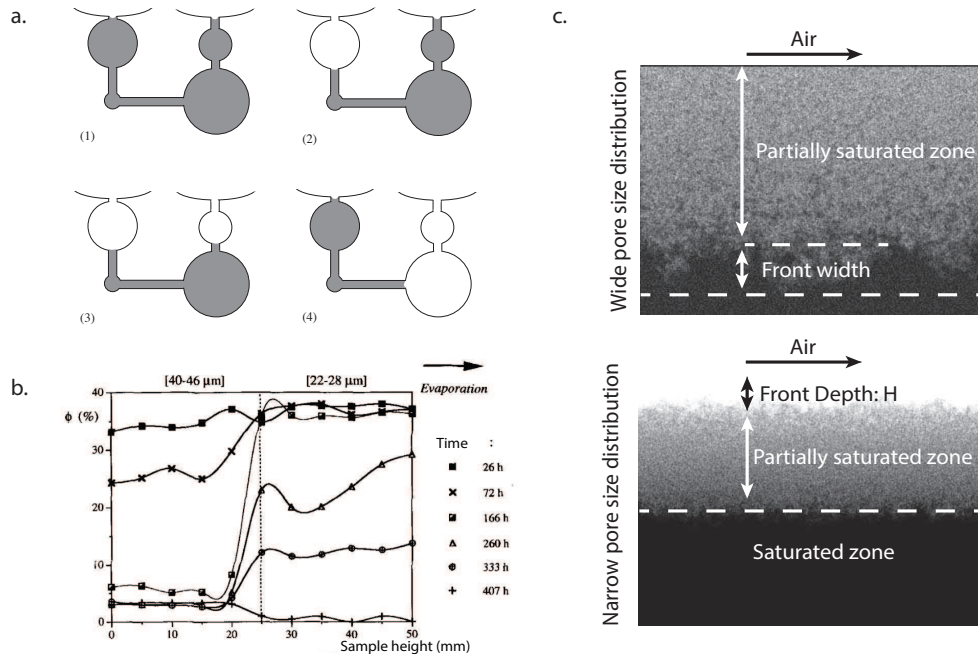 a.
(1)
(2)
(3)
(4)
b.
[40-46 μm]
[22-28 μm]
Evaporation
ϕ (%)
40
30
20
10
0
0
10
20
30
40
50
Sample height (mm)
Time :
26 h
72 h
166 h
260 h
333 h
407 h
c.
Air
Wide pore size distribution
Partially saturated zone
Front width
Air
Narrow pore size distribution
Front Depth: H
Partially saturated zone
Saturated zone